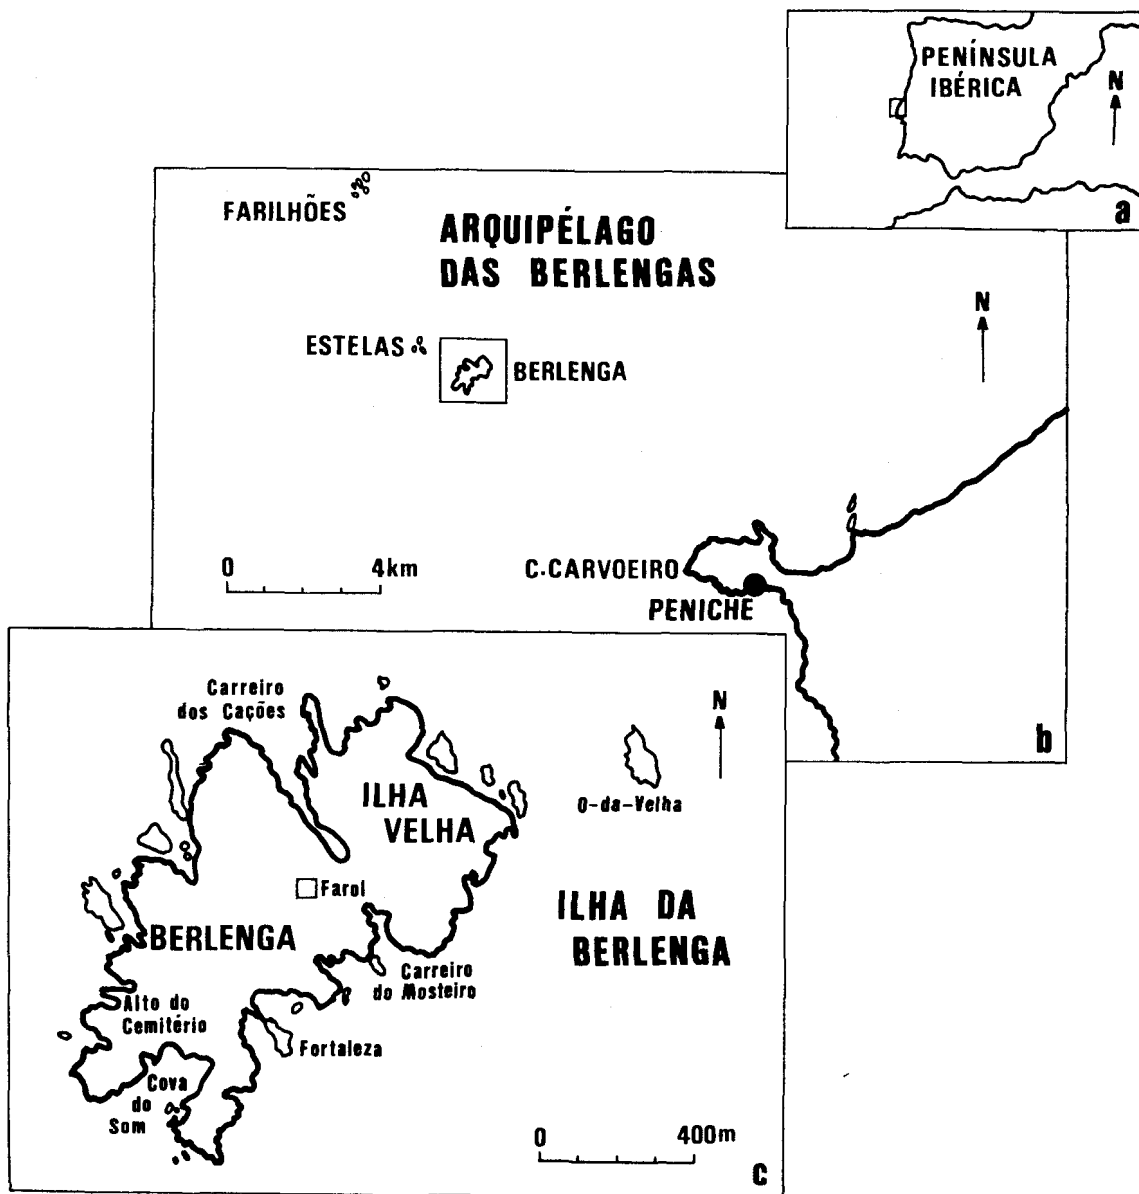 PENÍNSULA
IBÉRICA
N
a
FARILHÕES
ARQUIPÉLAGO
DAS BERLENGAS
N
ESTELAS
BERLENGA
0 4km
C.CARVOEIRO
PENICHE
b
Carreiro
dos Cações
N
ILHA
VELHA
O-da-Velha
Farol
ILHA DA
BERLENGA
BERLENGA
Carreiro
do Mosteiro
Alto do
Cemitério
Fortaleza
Cova
do
Som
0 400m
c